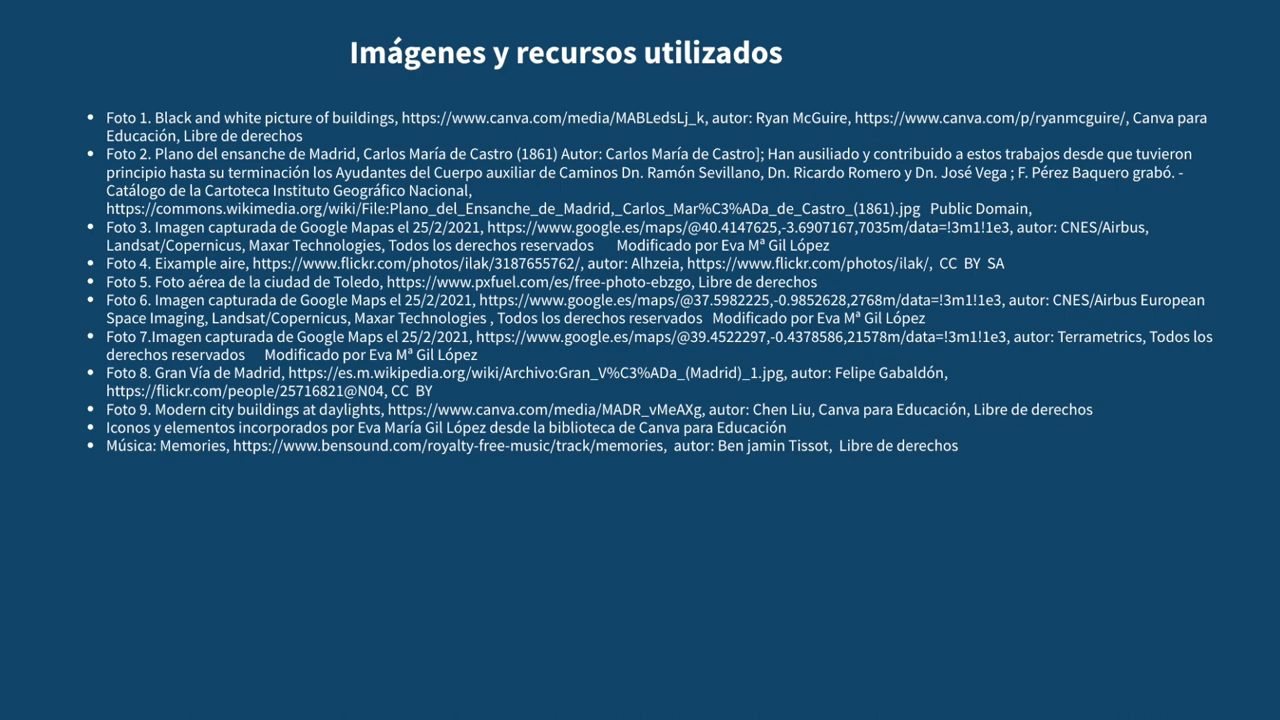 Imágenes y recursos utilizados
• Foto 1. Black and white picture of buildings, https://www.canva.com/media/MABLedsLj_k, autor: Ryan McGuire, https://www.canva.com/p/ryanmcguire/, Canva para
Educación, Libre de derechos
• Foto 2. Plano del ensanche de Madrid, Carlos María de Castro (1861) Autor: Carlos María de Castro]; Han ausiliado y contribuido a estos trabajos desde que tuvieron
principio hasta su terminación los Ayudantes del Cuerpo auxiliar de Caminos Dn. Ramón Sevillano, Dn. Ricardo Romero y Dn. José Vega ; F. Pérez Baquero grabó. -
Catálogo de la Cartoteca Instituto Geográfico Nacional,
https://commons.wikimedia.org/wiki/File:Plano_del_Ensanche_de_Madrid,_Carlos_Mar%C3%ADa_de_Castro_(1861).jpg Public Domain,
• Foto 3. Imagen capturada de Google Mapas el 25/2/2021, https://www.google.es/maps/@40.4147625,-3.6907167,7035m/data=!3m1!1e3, autor: CNES/Airbus,
Landsat/Copernicus, Maxar Technologies, Todos los derechos reservados Modificado por Eva Mª Gil López
• Foto 4. Eixample aire, https://www.flickr.com/photos/ilak/3187655762/, autor: Alhzeia, https://www.flickr.com/photos/ilak/, CC BY SA
• Foto 5. Foto aérea de la ciudad de Toledo, https://www.pxfuel.com/es/free-photo-ebzgo, Libre de derechos
• Foto 6. Imagen capturada de Google Maps el 25/2/2021, https://www.google.es/maps/@37.5982225,-0.9852628,2768m/data=!3m1!1e3, autor: CNES/Airbus European
Space Imaging, Landsat/Copernicus, Maxar Technologies , Todos los derechos reservados Modificado por Eva Mª Gil López
• Foto 7.Imagen capturada de Google Maps el 25/2/2021, https://www.google.es/maps/@39.4522297,-0.4378586,21578m/data=!3m1!1e3, autor: Terrametrics, Todos los
derechos reservados Modificado por Eva Mª Gil López
• Foto 8. Gran Vía de Madrid, https://es.m.wikipedia.org/wiki/Archivo:Gran_V%C3%ADa_(Madrid)_1.jpg, autor: Felipe Gabaldón,
https://flickr.com/people/25716821@N04, CC BY
• Foto 9. Modern city buildings at daylights, https://www.canva.com/media/MADR_vMeAXg, autor: Chen Liu, Canva para Educación, Libre de derechos
• Iconos y elementos incorporados por Eva María Gil López desde la biblioteca de Canva para Educación
• Música: Memories, https://www.bensound.com/royalty-free-music/track/memories, autor: Ben jamin Tissot, Libre de derechos